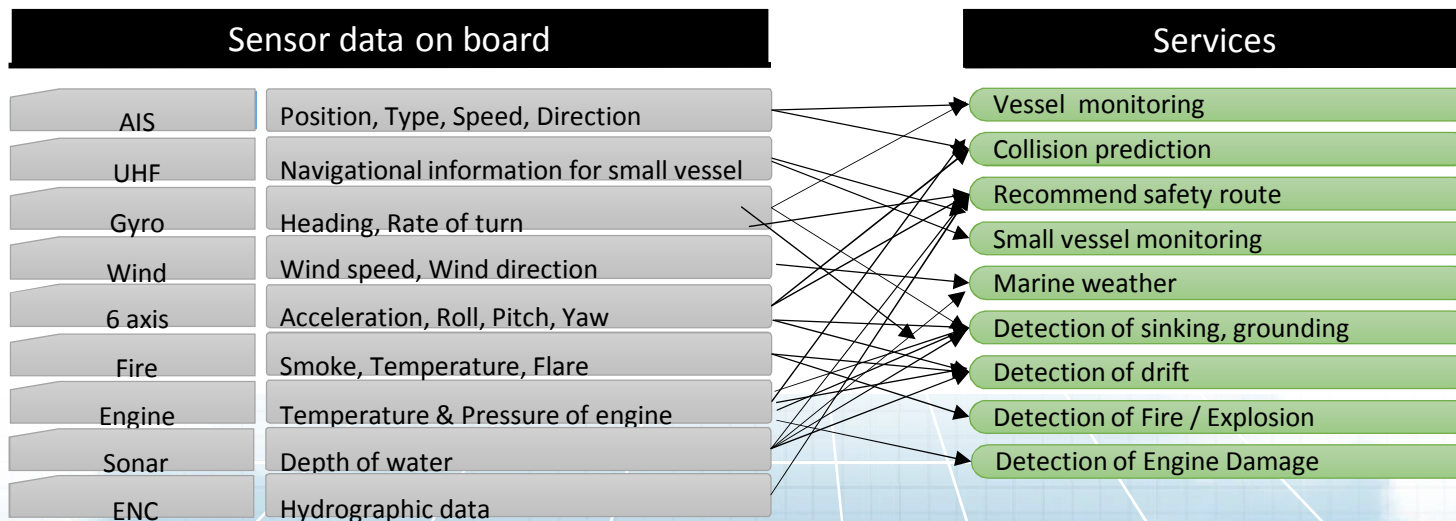 Sensor data on board
Services
AIS
Position, Type, Speed, Direction
UHF
Navigational information for small vessel
Gyro
Heading, Rate of turn
Wind
Wind speed, Wind direction
6 axis
Acceleration, Roll, Pitch, Yaw
Fire
Smoke, Temperature, Flare
Engine
Temperature & Pressure of engine
Sonar
Depth of water
ENC
Hydrographic data
Vessel monitoring
Collision prediction
Recommend safety route
Small vessel monitoring
Marine weather
Detection of sinking, grounding
Detection of drift
Detection of Fire / Explosion
Detection of Engine Damage